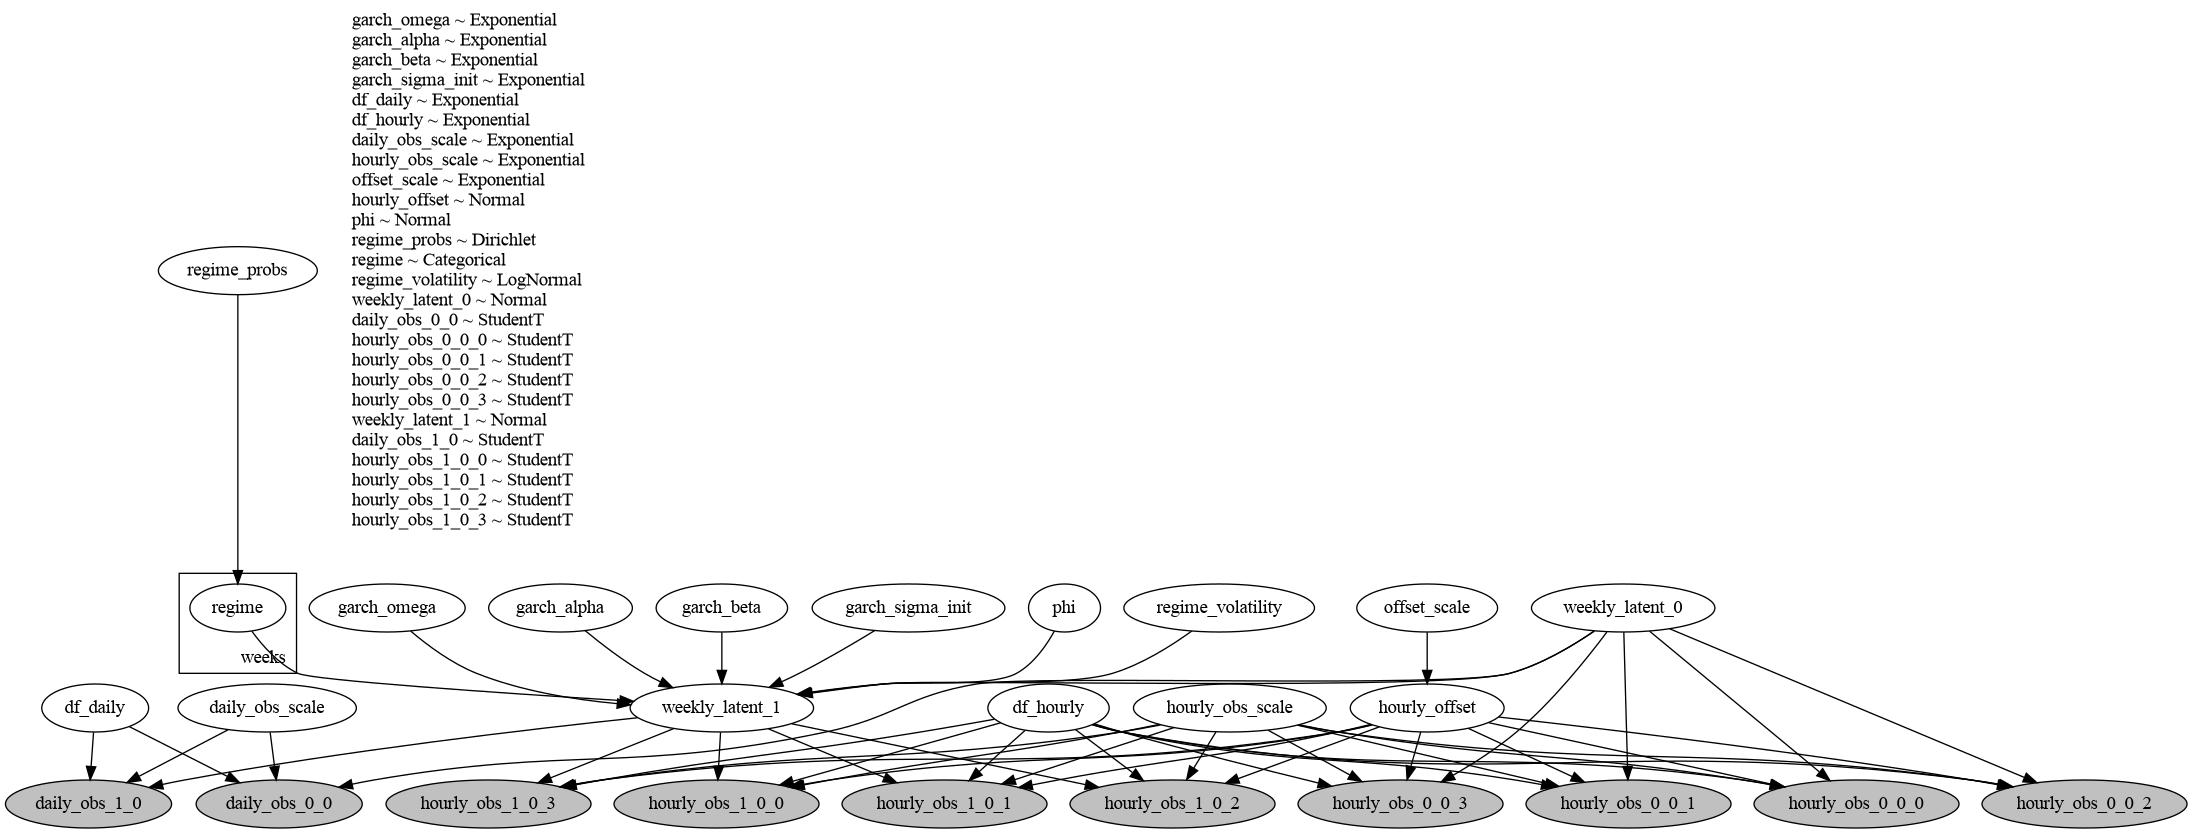 garch_omega ~ Exponential
garch_alpha ~ Exponential
garch_beta ~ Exponential
garch_sigma_init ~ Exponential
df_daily ~ Exponential
df_hourly ~ Exponential
daily_obs_scale ~ Exponential
hourly_obs_scale ~ Exponential
offset_scale ~ Exponential
hourly_offset ~ Normal
phi ~ Normal
regime_probs ~ Dirichlet
regime ~ Categorical
regime_volatility ~ LogNormal
weekly_latent_0 ~ Normal
daily_obs_0_0 ~ StudentT
hourly_obs_0_0_0 ~ StudentT
hourly_obs_0_0_1 ~ StudentT
hourly_obs_0_0_2 ~ StudentT
hourly_obs_0_0_3 ~ StudentT
weekly_latent_1 ~ Normal
daily_obs_1_0 ~ StudentT
hourly_obs_1_0_0 ~ StudentT
hourly_obs_1_0_1 ~ StudentT
hourly_obs_1_0_2 ~ StudentT
hourly_obs_1_0_3 ~ StudentT
regime_probs
regime
garch_omega
garch_alpha
garch_beta
garch_sigma_init
phi
regime_volatility
offset_scale
weekly_latent_0
weeks
df_daily
daily_obs_scale
weekly_latent_1
df_hourly
hourly_obs_scale
hourly_offset
daily_obs_1_0
daily_obs_0_0
hourly_obs_1_0_3
hourly_obs_1_0_0
hourly_obs_1_0_1
hourly_obs_1_0_2
hourly_obs_0_0_3
hourly_obs_0_0_1
hourly_obs_0_0_0
hourly_obs_0_0_2